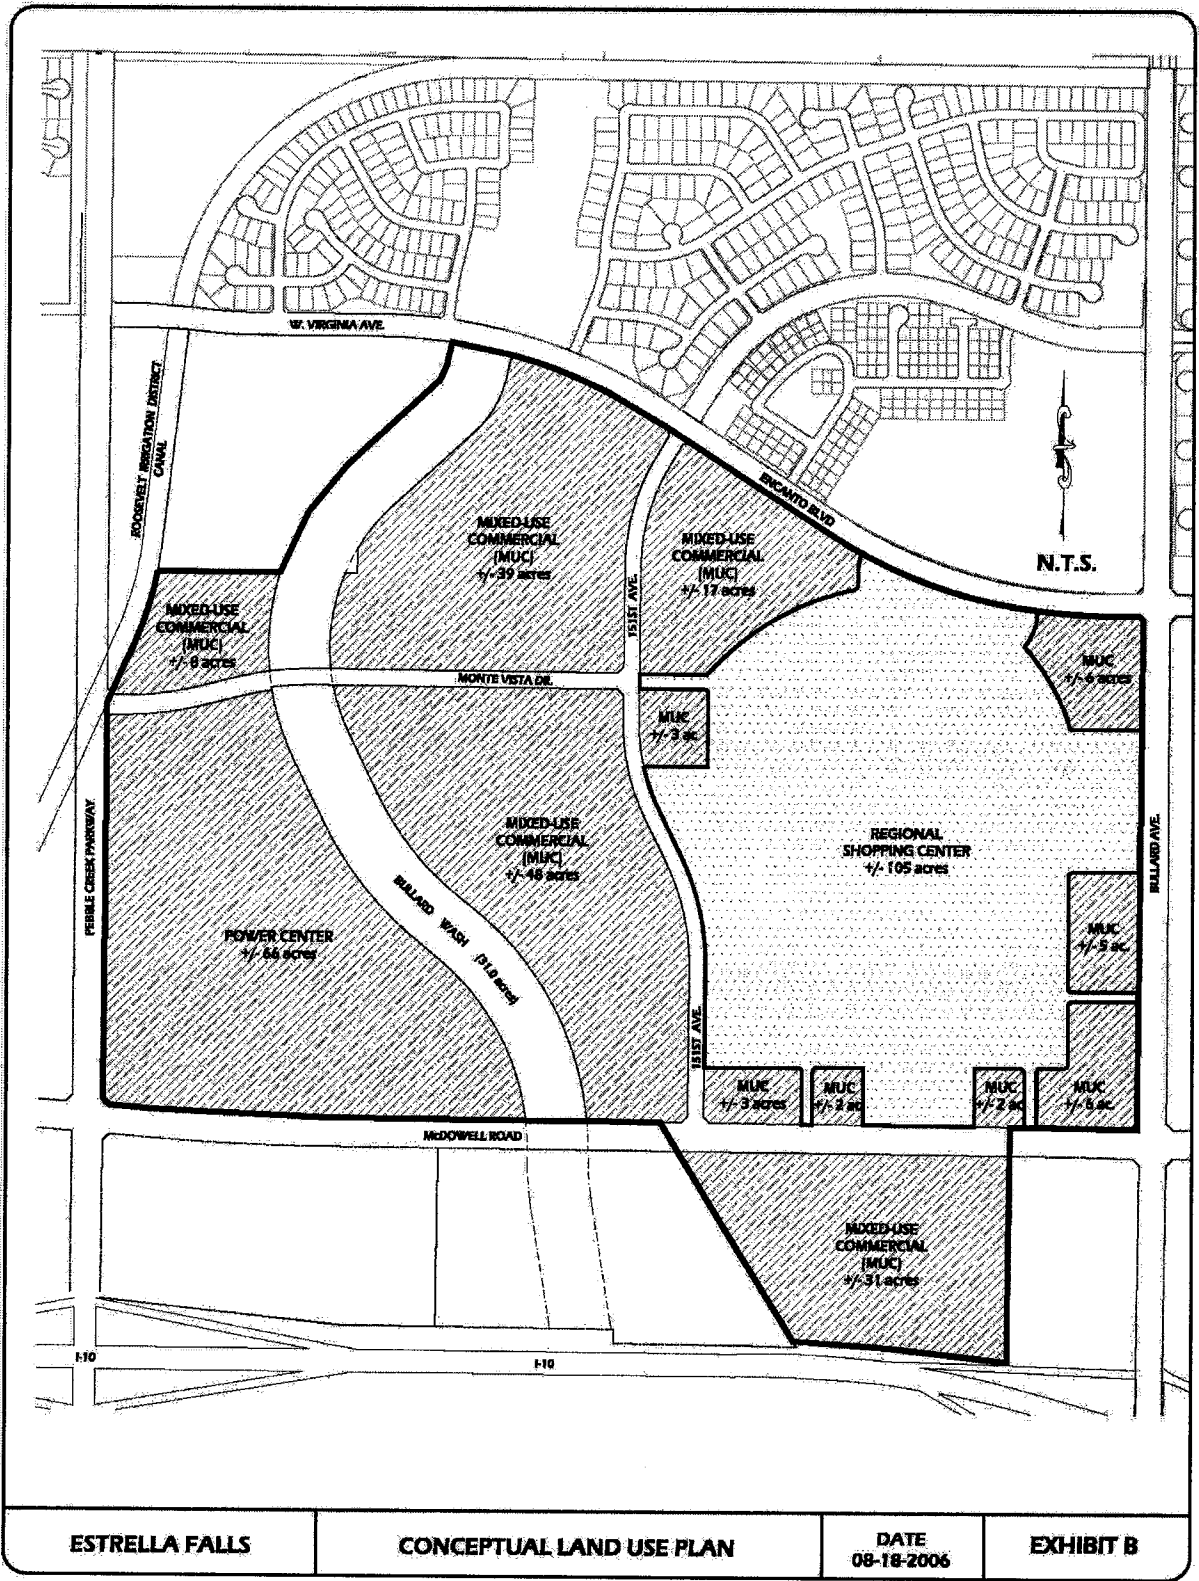 W. VIRGINIA AVE.
ROOSEVELT IRRIGATION DISTRICT
CANAL
ENCANTO BLVD
N.T.S.
MIXED-USE
COMMERCIAL
(MUC)
+/- 39 acres
MIXED-USE
COMMERCIAL
(MUC)
+/- 17 acres
151ST AVE.
MIXED-USE
COMMERCIAL
(MUC)
+/- 8 acres
MONTE VISTA DR.
MUC
+/- 6 acres
MUC
+/- 3 ac
PEBBLE CREEK PARKWAY
MIXED-USE
COMMERCIAL
(MUC)
acres
REGIONAL
SHOPPING CENTER
+/- 105 acres
BULLARD AVE.
BULLARD WASH (31.0 acres)
POWER CENTER
+/- 66 acres
MUC
+/- 5 ac.
151ST AVE.
MUC
+/- 3 acres
MUC
+/- 2 ac
MUC
+/- 2 ac
MUC
+/- 6 ac.
McDOWELL ROAD
MIXED-USE
COMMERCIAL
(MUC)
+/- 31 acres
I-10
I-10
ESTRELLA FALLS
CONCEPTUAL LAND USE PLAN
DATE
08-18-2006
EXHIBIT B